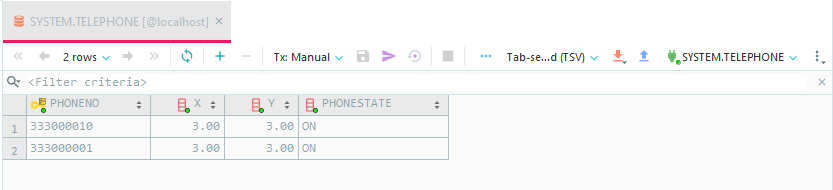 SYSTEM.TELEPHONE [@localhost]
2 rows Tx: Manual Tab-se...d (TSV) SYSTEM.TELEPHONE
<Filter criteria>
PHONENO X Y PHONESTATE
1 333000010 3.00 3.00 ON
2 333000001 3.00 3.00 ON